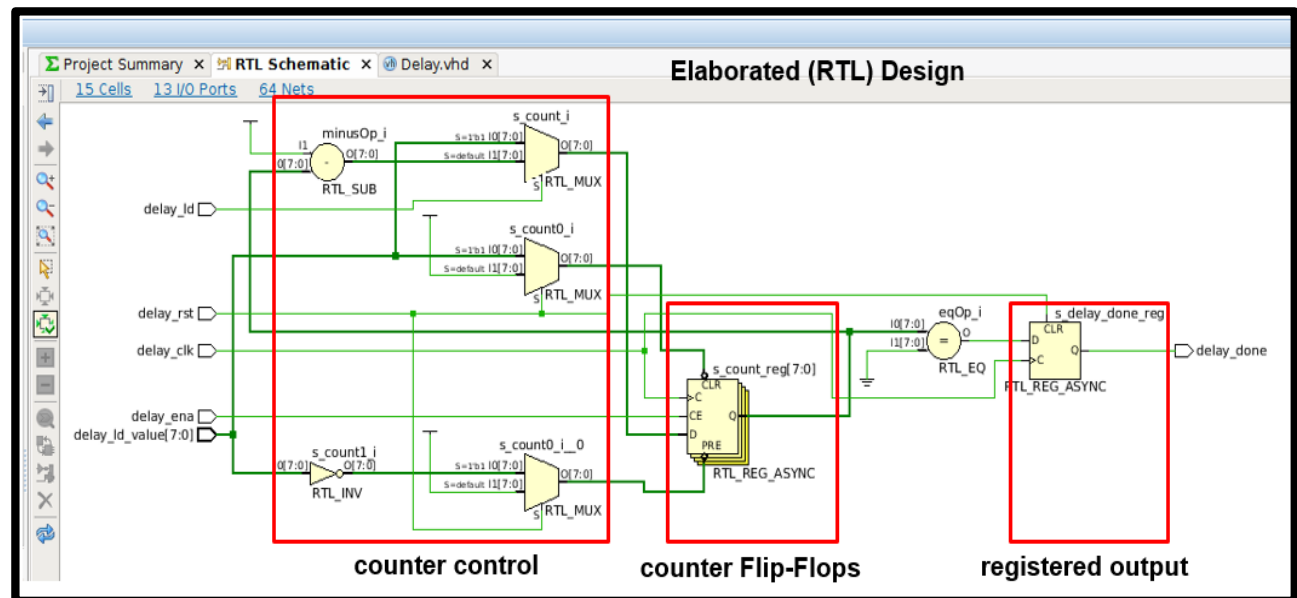 Project Summary × RTL Schematic × Delay.vhd ×
Elaborated (RTL) Design
15 Cells 13 I/O Ports 64 Nets
s_count_i
minusOp_i
I1
0[7:0]
O[7:0]
-
RTL_SUB
S=1'b1 I0[7:0]
S=default I1[7:0]
O[7:0]
S
RTL_MUX
delay_ld
s_count0_i
S=1'b1 I0[7:0]
S=default I1[7:0]
O[7:0]
S
RTL_MUX
delay_rst
delay_clk
delay_ena
delay_ld_value[7:0]
s_count1_i
0[7:0]
O[7:0]
RTL_INV
s_count0_i__0
S=1'b1 I0[7:0]
S=default I1[7:0]
O[7:0]
S
RTL_MUX
s_count_reg[7:0]
CLR
C
CE
D
Q
PRE
RTL_REG_ASYNC
eqOp_i
I0[7:0]
I1[7:0]
=
O
RTL_EQ
s_delay_done_reg
CLR
D
C
Q
RTL_REG_ASYNC
delay_done
counter control
counter Flip-Flops
registered output